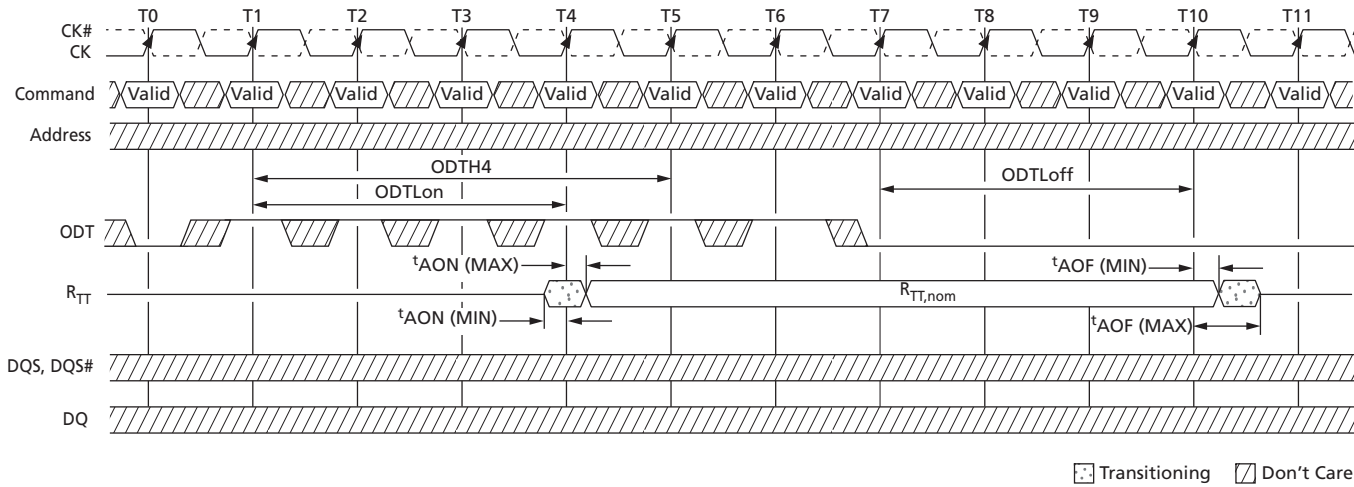 T0 T1 T2 T3 T4 T5 T6 T7 T8 T9 T10 T11
CK#
CK
Command Valid Valid Valid Valid Valid Valid Valid Valid Valid Valid Valid Valid
Address
ODTH4
ODTLon
ODTLoff
ODT
tAON (MAX)
tAOF (MIN)
RTT
RTT,nom
tAON (MIN)
tAOF (MAX)
DQS, DQS#
DQ
Transitioning Don't Care